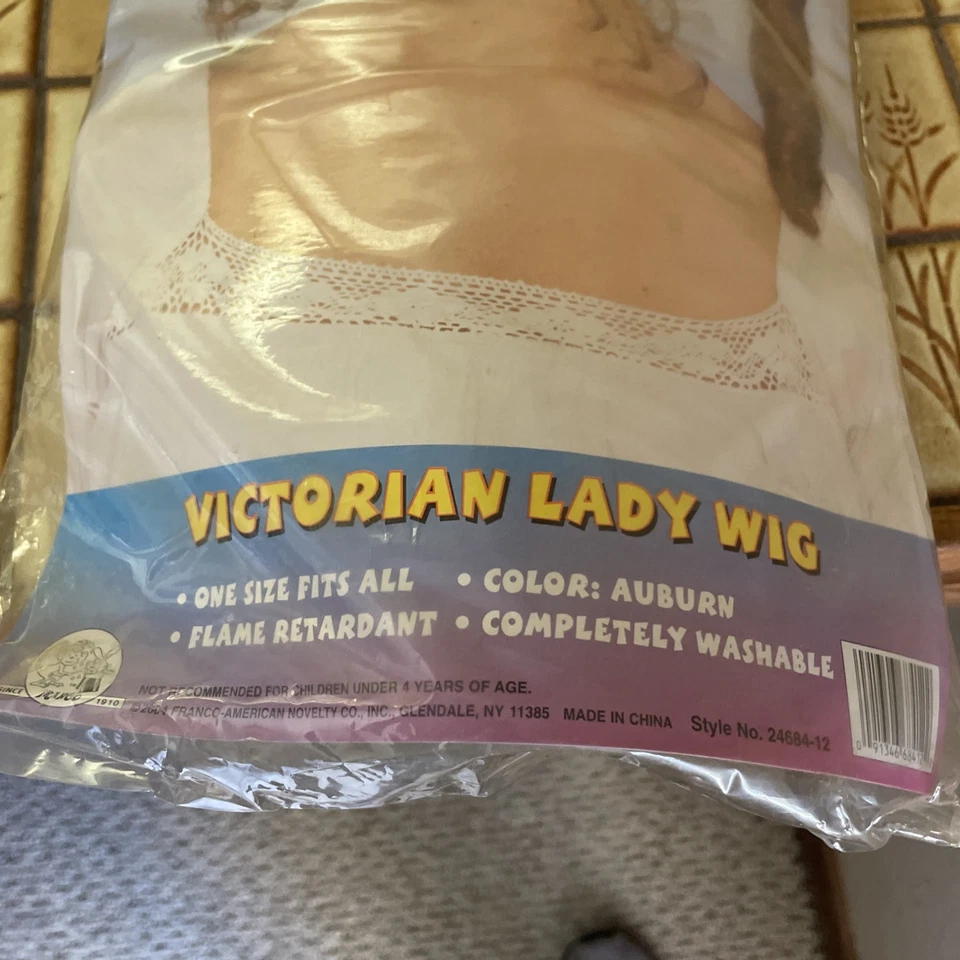 VICTORIAN LADY WIG
• ONE SIZE FITS ALL • COLOR: AUBURN
• FLAME RETARDANT • COMPLETELY WASHABLE
SINCE FRANCO 1910
NOT RECOMMENDED FOR CHILDREN UNDER 4 YEARS OF AGE.
FRANCO-AMERICAN NOVELTY CO., INC., GLENDALE, NY 11385 MADE IN CHINA Style No. 24684-12